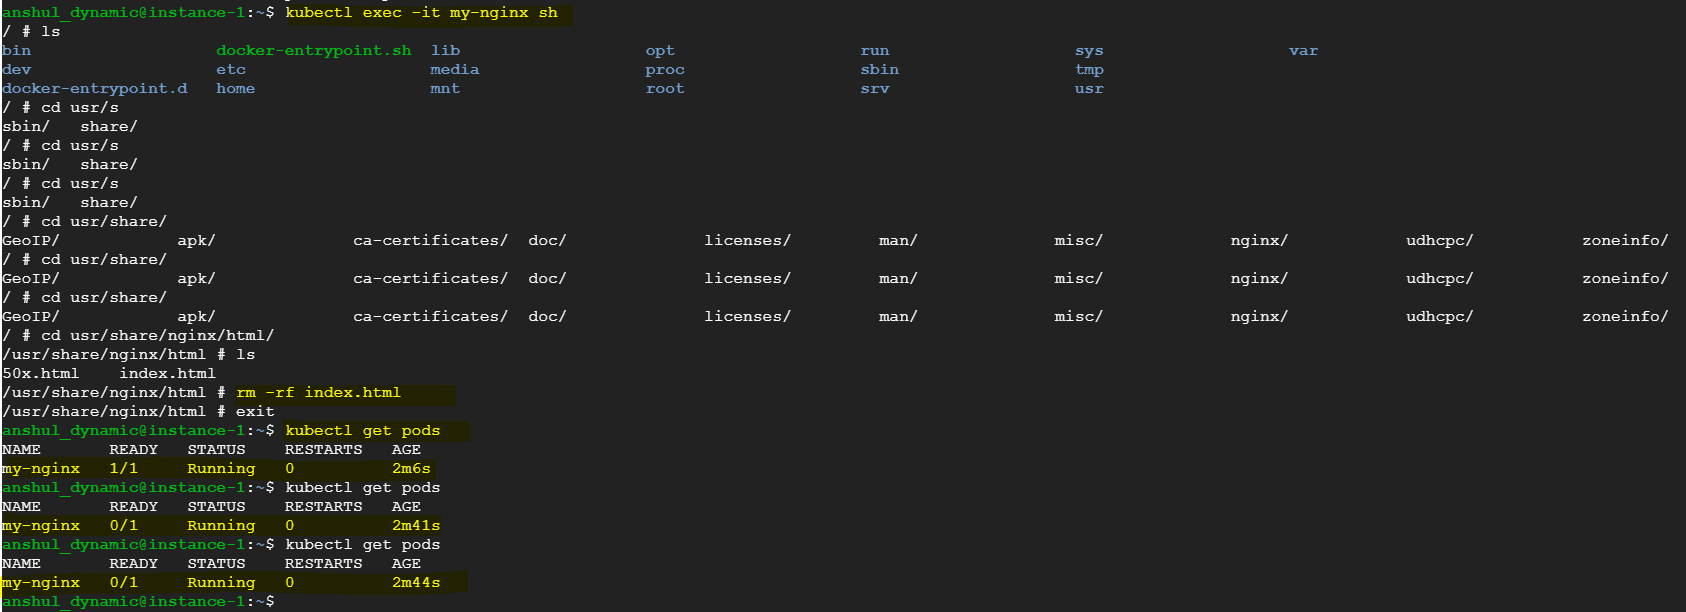 anshul_dynamic@instance-1:~$ kubectl exec -it my-nginx sh
/ # ls
bin docker-entrypoint.sh lib opt run sys var
dev etc media proc sbin tmp
docker-entrypoint.d home mnt root srv usr
/ # cd usr/s
sbin/ share/
/ # cd usr/s
sbin/ share/
/ # cd usr/s
sbin/ share/
/ # cd usr/share/
GeoIP/ apk/ ca-certificates/ doc/ licenses/ man/ misc/ nginx/ udhcpc/ zoneinfo/
/ # cd usr/share/
GeoIP/ apk/ ca-certificates/ doc/ licenses/ man/ misc/ nginx/ udhcpc/ zoneinfo/
/ # cd usr/share/
GeoIP/ apk/ ca-certificates/ doc/ licenses/ man/ misc/ nginx/ udhcpc/ zoneinfo/
/ # cd usr/share/nginx/html/
/usr/share/nginx/html # ls
50x.html index.html
/usr/share/nginx/html # rm -rf index.html
/usr/share/nginx/html # exit
anshul_dynamic@instance-1:~$ kubectl get pods
NAME READY STATUS RESTARTS AGE
my-nginx 1/1 Running 0 2m6s
anshul_dynamic@instance-1:~$ kubectl get pods
NAME READY STATUS RESTARTS AGE
my-nginx 0/1 Running 0 2m41s
anshul_dynamic@instance-1:~$ kubectl get pods
NAME READY STATUS RESTARTS AGE
my-nginx 0/1 Running 0 2m44s
anshul_dynamic@instance-1:~$